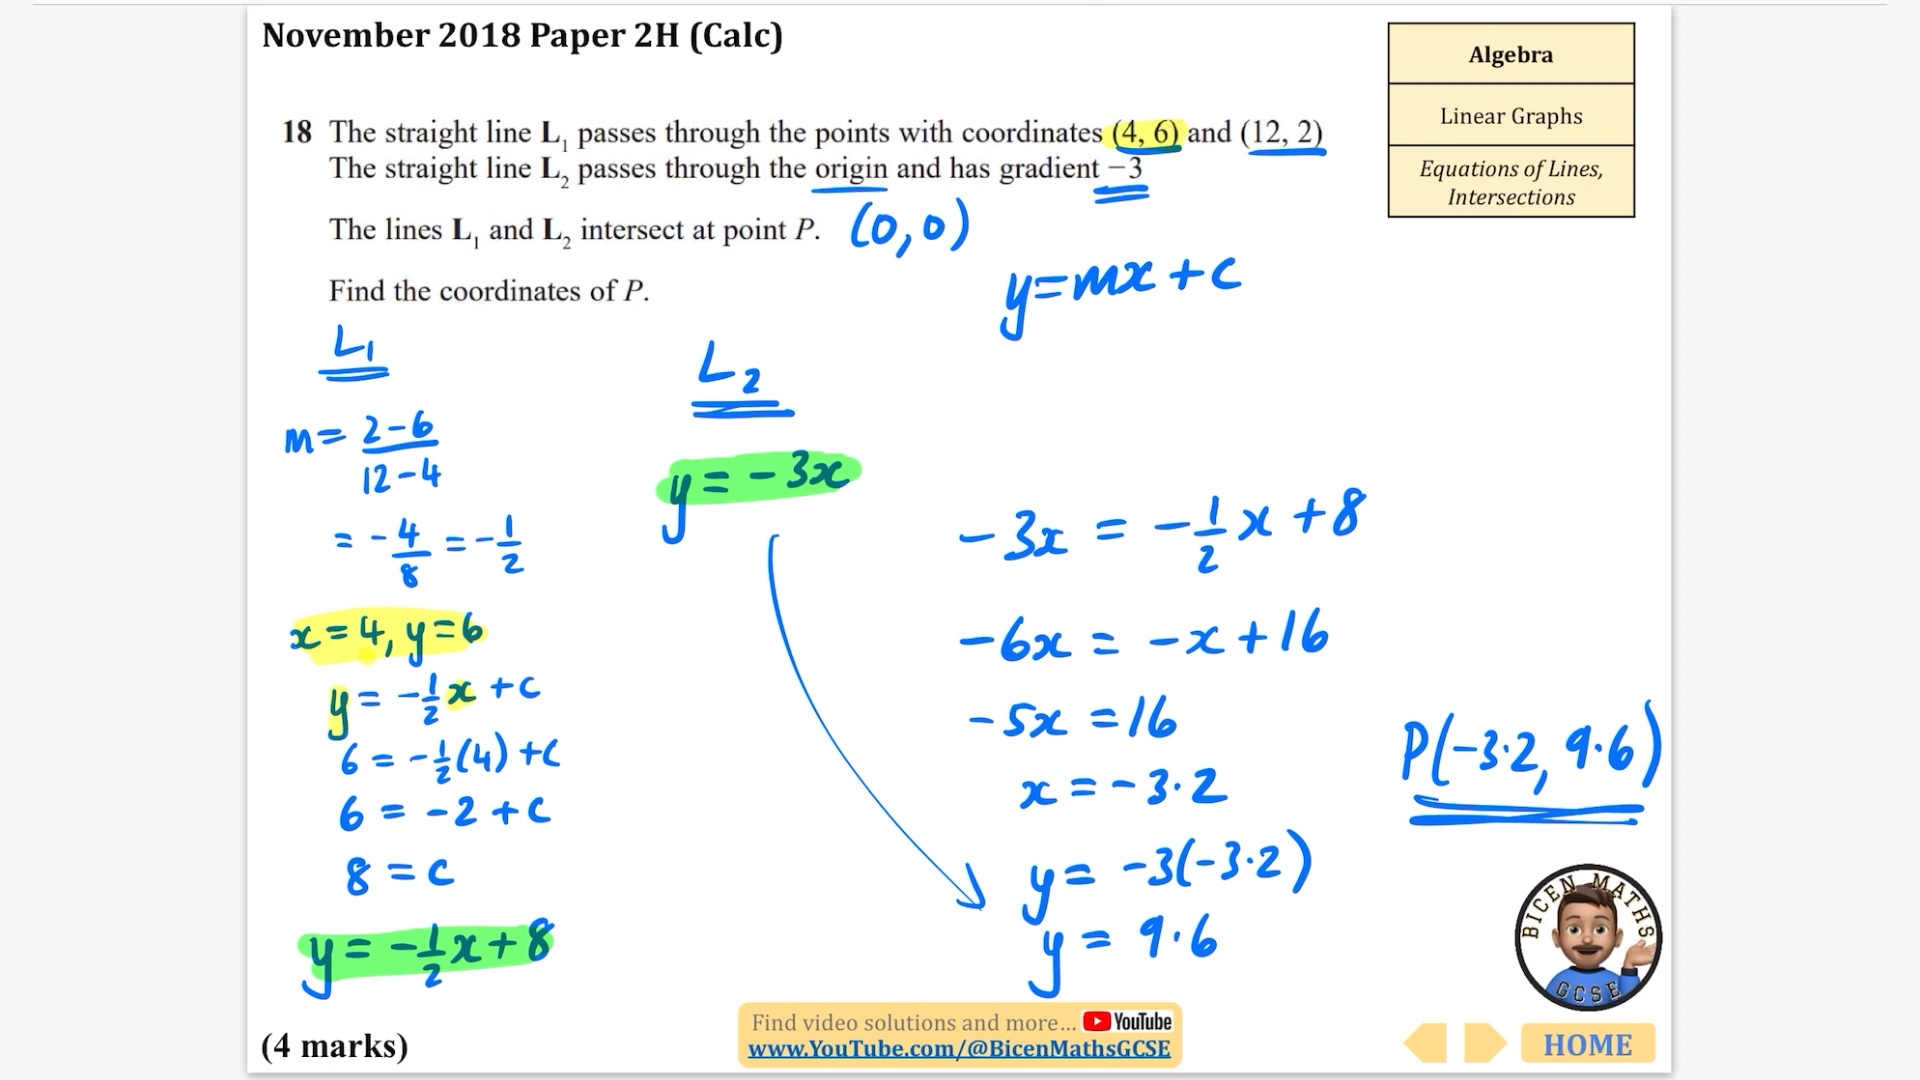 November 2018 Paper 2H (Calc)
Algebra
Linear Graphs
Equations of Lines,
Intersections
18 The straight line L₁ passes through the points with coordinates (4, 6) and (12, 2)
The straight line L₂ passes through the origin and has gradient −3
The lines L₁ and L₂ intersect at point P. (0,0)
Find the coordinates of P.
y=mx+c
L₁
m= 2-6/12-4
= -4/8 = -1/2
x=4, y=6
y = -1/2x + c
6 = -1/2(4) + c
6 = -2 + c
8 = c
y = -1/2x + 8
L₂
y = -3x
-3x = -1/2x + 8
-6x = -x + 16
-5x = 16
x = -3·2
y = -3(-3·2)
y = 9·6
P(-3·2, 9·6)
BICEN MATHS
GCSE
(4 marks)
Find video solutions and more... YouTube
www.YouTube.com/@BicenMathsGCSE
HOME